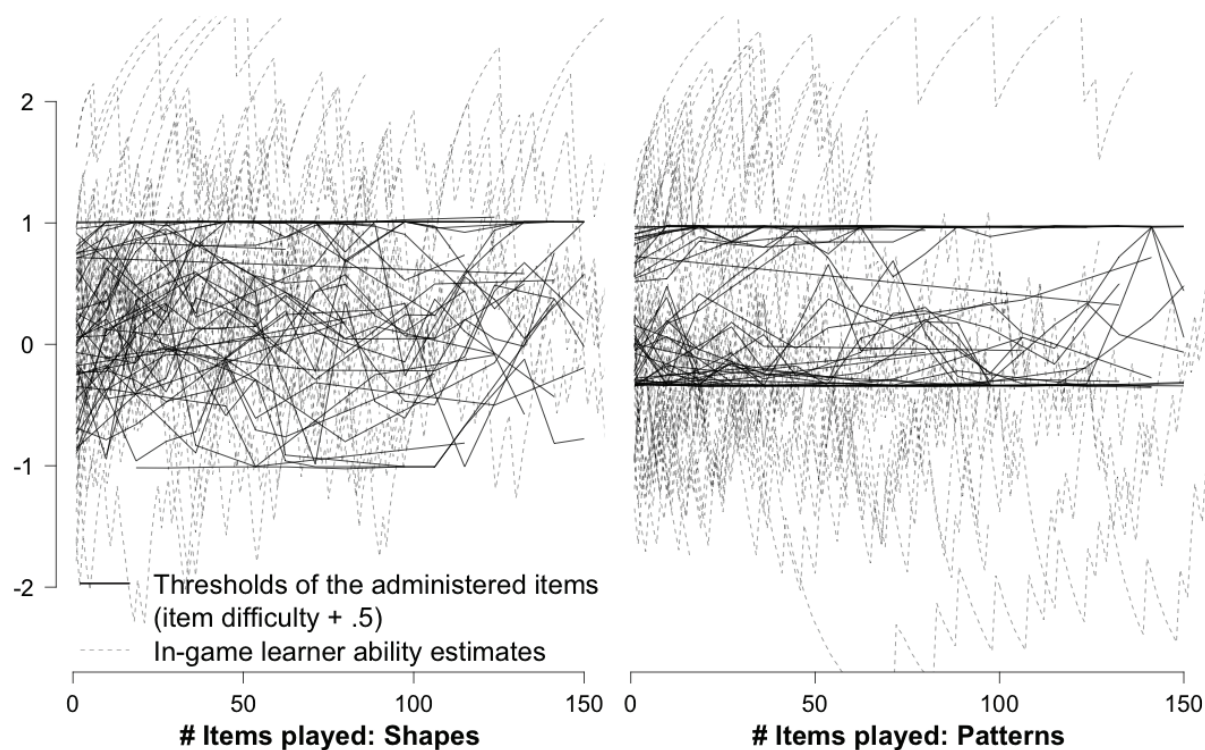 2
1
0
-1
-2
Thresholds of the administered items
(item difficulty + .5)
In-game learner ability estimates
0 50 100 150
# Items played: Shapes
0 50 100 150
# Items played: Patterns